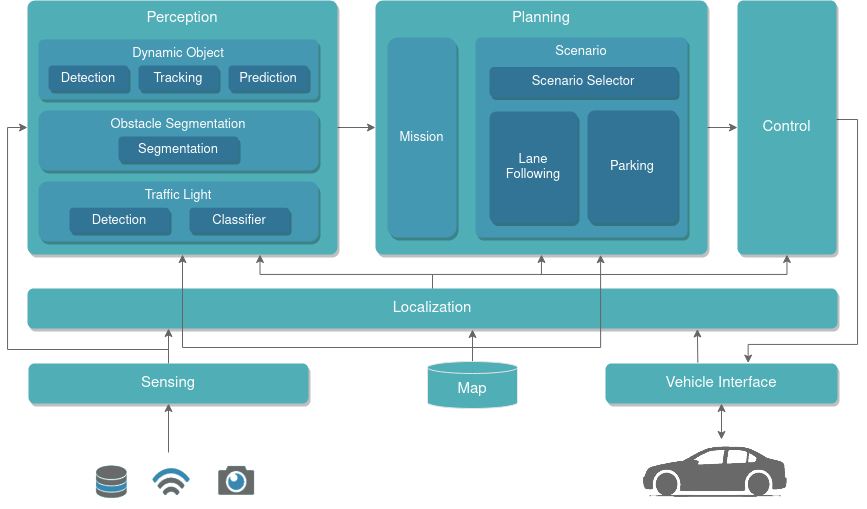 Perception
Dynamic Object
Detection
Tracking
Prediction
Obstacle Segmentation
Segmentation
Traffic Light
Detection
Classifier
Planning
Mission
Scenario
Scenario Selector
Lane
Following
Parking
Control
Localization
Sensing
Map
Vehicle Interface